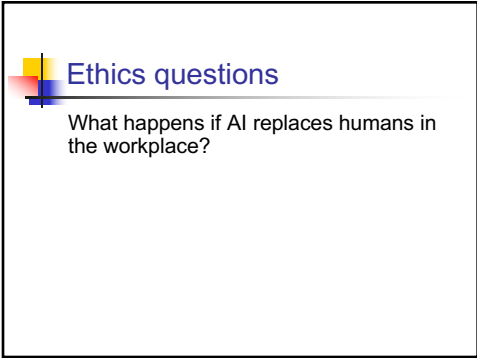 Ethics questions
What happens if AI replaces humans in
the workplace?